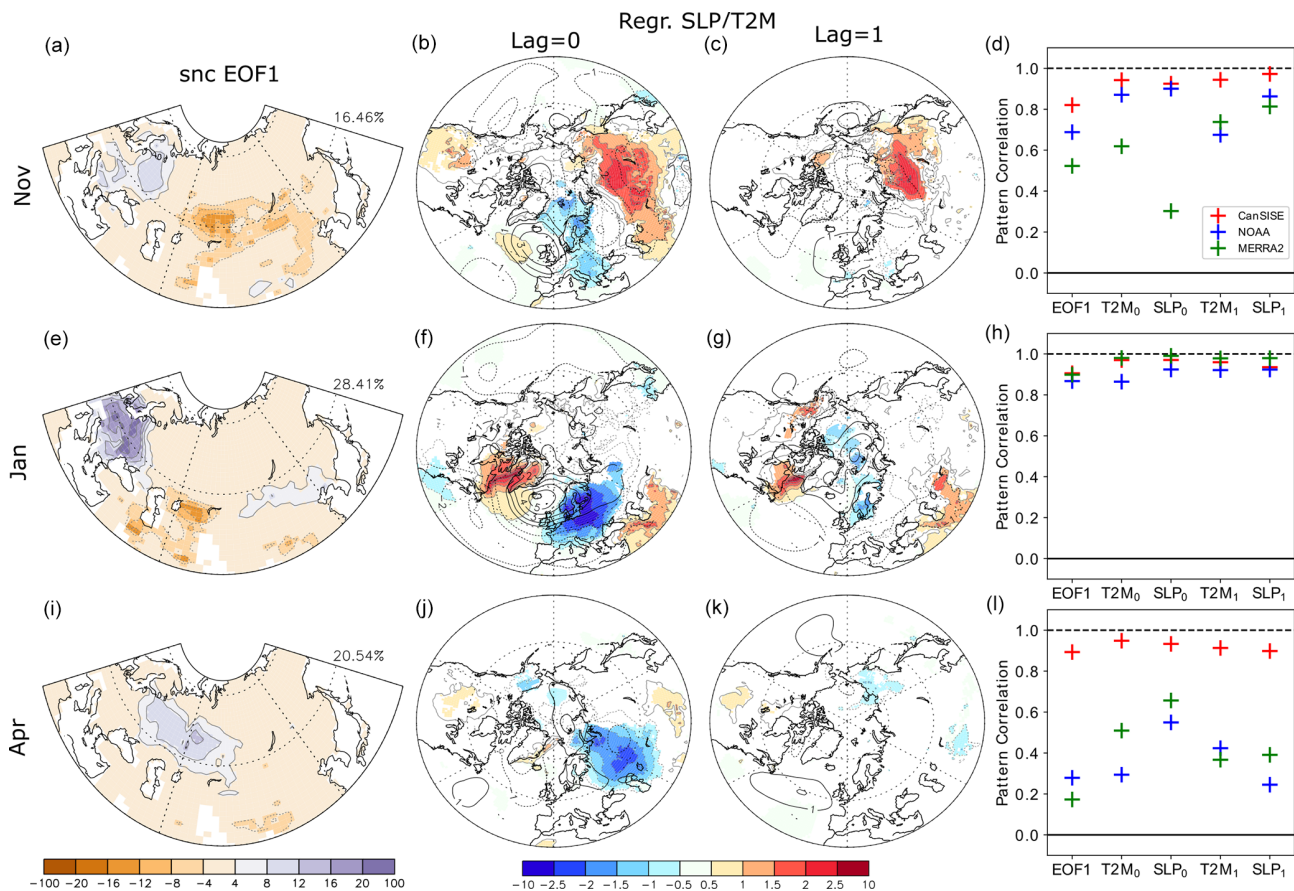 Regr. SLP/T2M
(a) (b) Lag=0 (c) Lag=1 (d)
snc EOF1
16.46%
Nov
Pattern Correlation
1.0
0.8
0.6
0.4
0.2
0.0
CanSISE
NOAA
MERRA2
EOF1 T2M₀ SLP₀ T2M₁ SLP₁
(e) (f) (g) (h)
28.41%
Jan
Pattern Correlation
1.0
0.8
0.6
0.4
0.2
0.0
EOF1 T2M₀ SLP₀ T2M₁ SLP₁
(i) (j) (k) (l)
20.54%
Apr
Pattern Correlation
1.0
0.8
0.6
0.4
0.2
0.0
EOF1 T2M₀ SLP₀ T2M₁ SLP₁
−100 −20 −16 −12 −8 −4 4 8 12 16 20 100
−10 −2.5 −2 −1.5 −1 −0.5 0.5 1 1.5 2 2.5 10